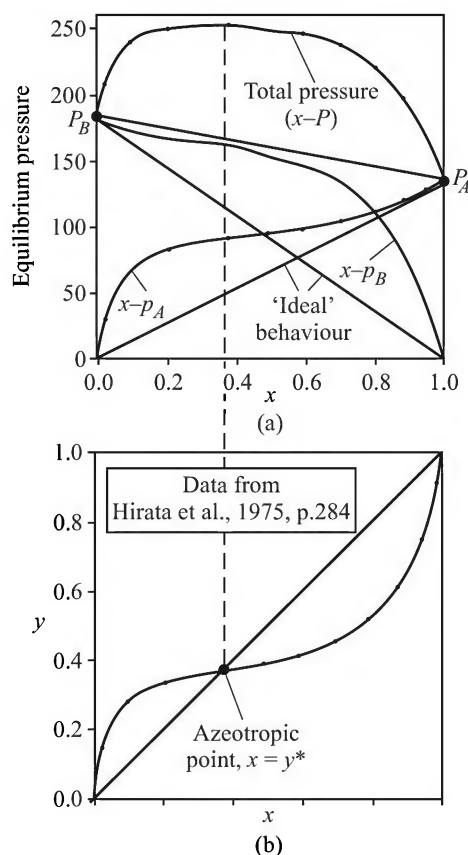 (a)
Equilibrium pressure
250
200
150
100
50
0
P_B
P_A
Total pressure
(x–P)
x–p_A
x–p_B
'Ideal'
behaviour
0.0
0.2
0.4
0.6
0.8
1.0
x
(a)
1.0
0.8
0.6
0.4
0.2
0.0
y
Data from
Hirata et al., 1975, p.284
Azeotropic
point, x = y*
x
(b)